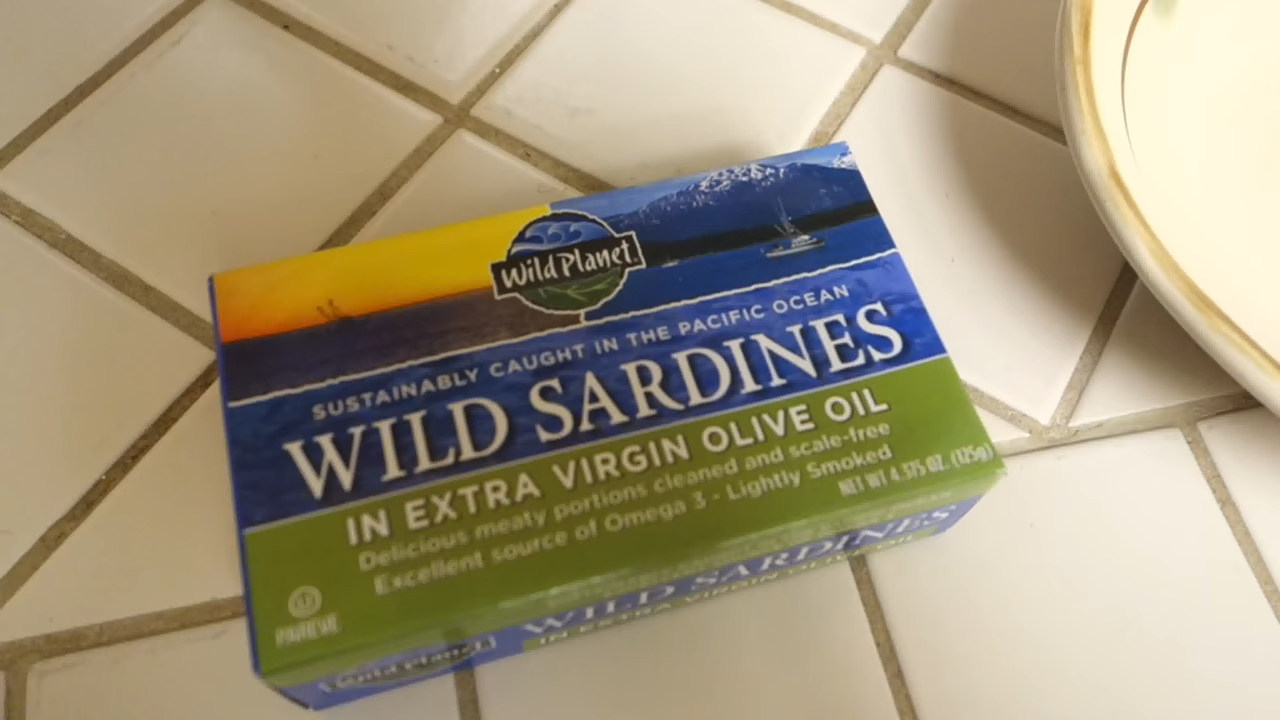 Wild Planet
SUSTAINABLY CAUGHT IN THE PACIFIC OCEAN
WILD SARDINES
IN EXTRA VIRGIN OLIVE OIL
Delicious meaty portions cleaned and scale-free
Excellent source of Omega 3 - Lightly Smoked
NET WT 4.375 OZ. (125g)
WILD SARDINES
IN EXTRA VIRGIN OLIVE OIL
Wild Planet